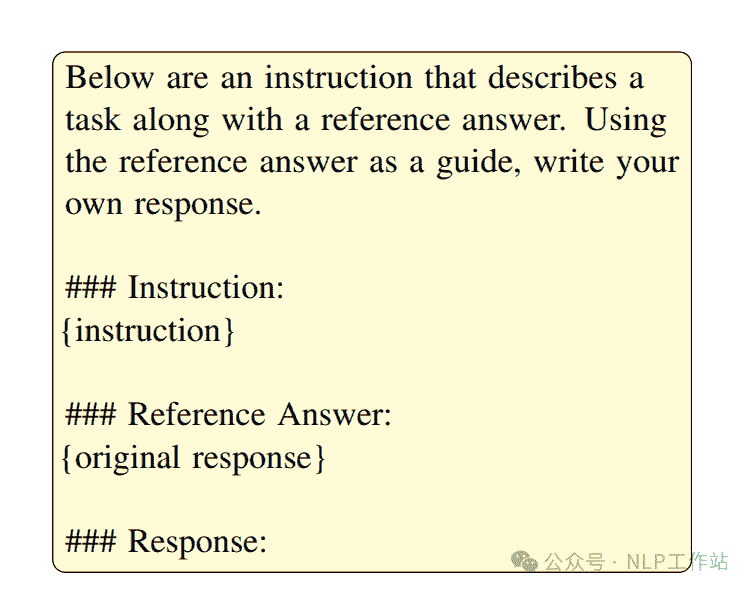 Below are an instruction that describes a
task along with a reference answer. Using
the reference answer as a guide, write your
own response.
### Instruction:
{instruction}
### Reference Answer:
{original response}
### Response:
公众号 · NLP工作站